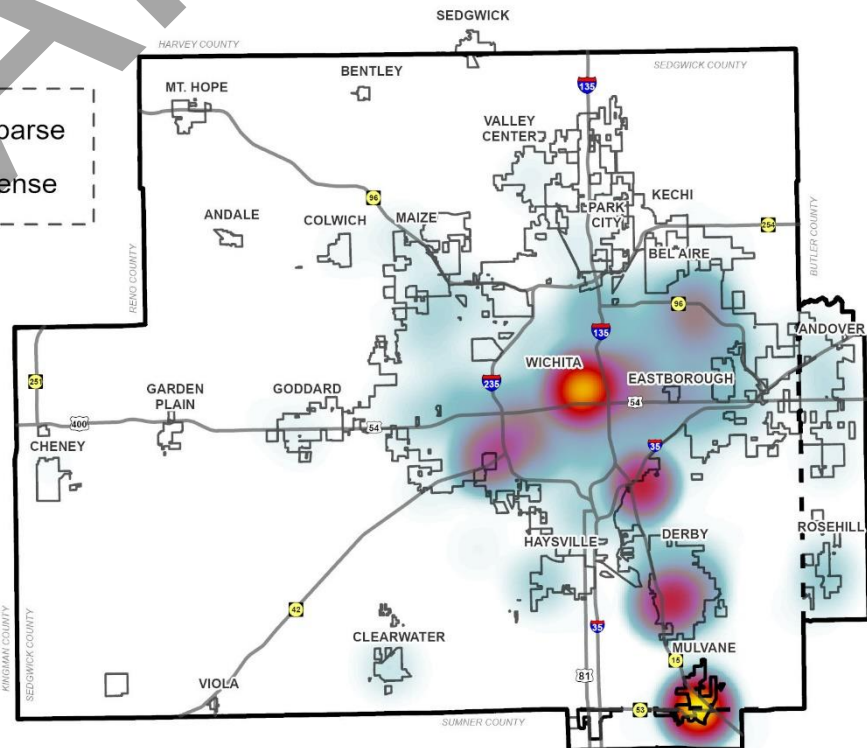 SEDGWICK
HARVEY COUNTY
SEDGWICK COUNTY
BENTLEY
MT. HOPE
135
VALLEY
CENTER
parse
ense
96
KECHI
ANDALE
COLWICH
MAIZE
PARK
CITY
254
BEL AIRE
RENO COUNTY
BUTLER COUNTY
96
135
ANDOVER
WICHITA
251
235
EASTBOROUGH
GARDEN
PLAIN
GODDARD
54
400
54
CHENEY
35
HAYSVILLE
DERBY
ROSEHILL
42
35
KINGMAN COUNTY
SEDGWICK COUNTY
CLEARWATER
MULVANE
15
VIOLA
81
53
SUMNER COUNTY